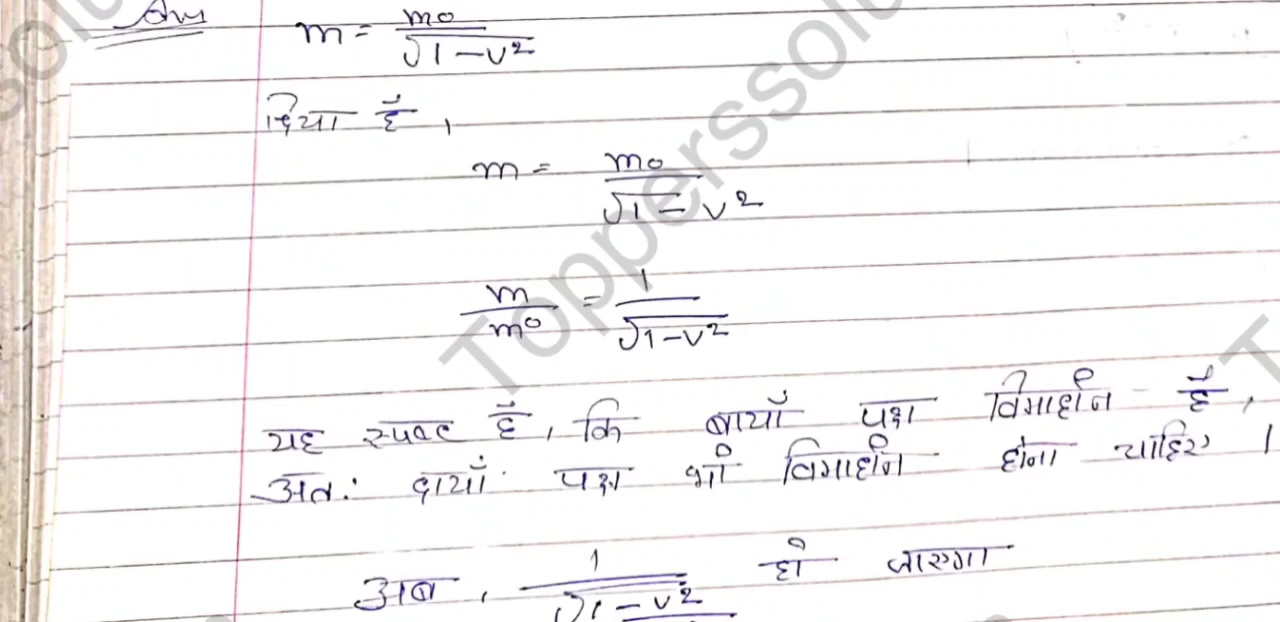 Ans
m = m₀/√1-v²
दिया है,
m = m₀/√1-v²
m/m₀ = 1/√1-v²
यह स्पष्ट है, कि बायाँ पक्ष विमाहीन है,
अतः दायाँ पक्ष भी विमाहीन होना चाहिए ।
अब, 1/√1-v² हो जाएगा
Topperssolu